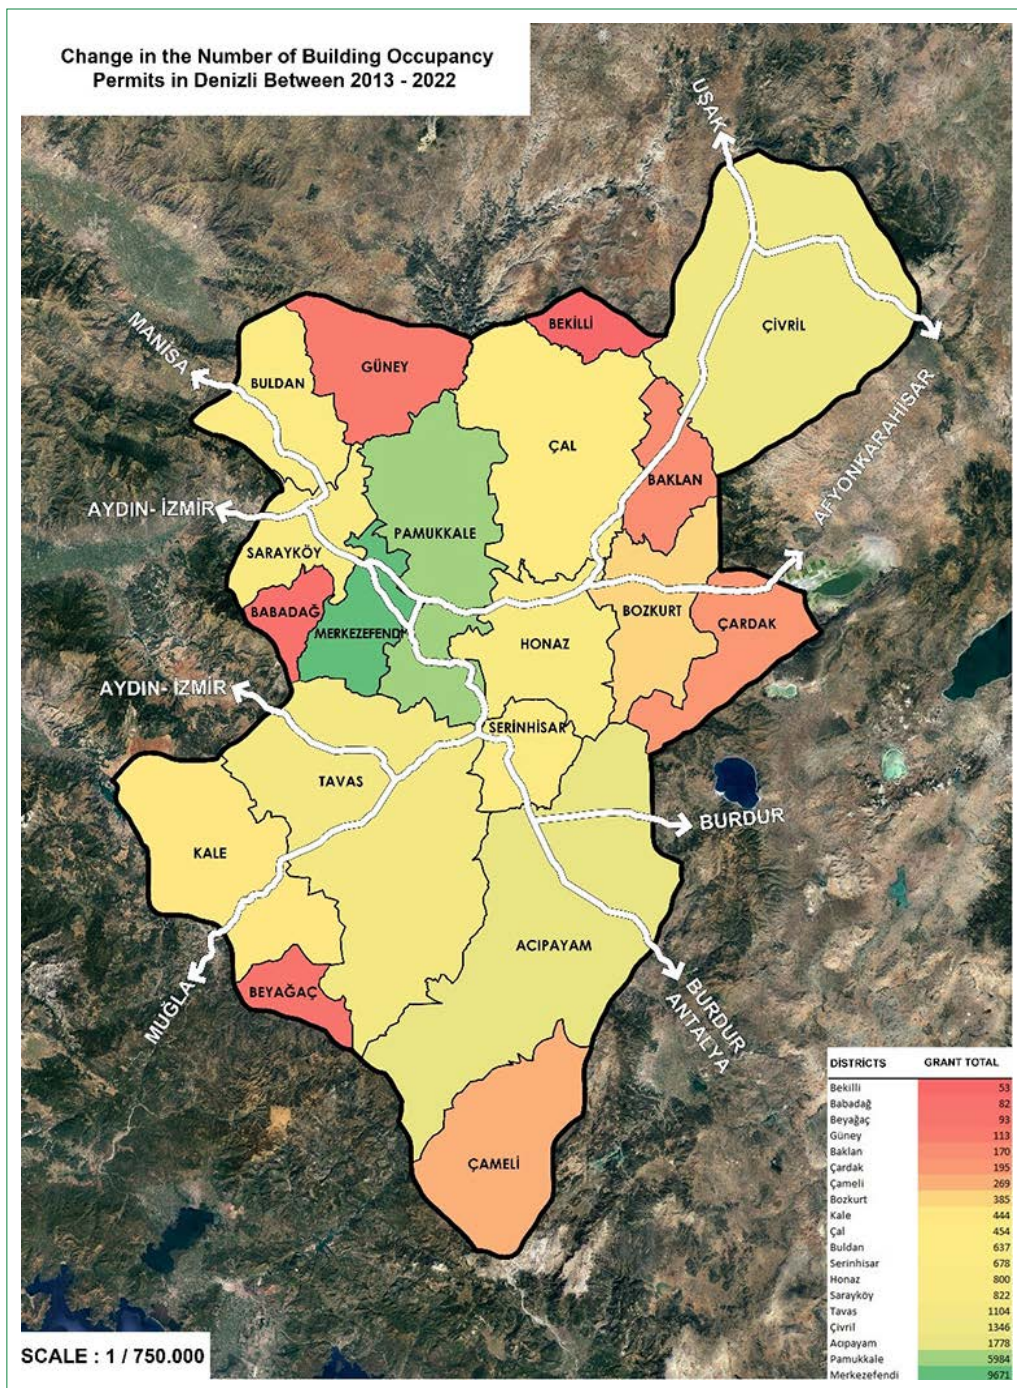 Change in the Number of Building Occupancy
Permits in Denizli Between 2013 - 2022
UŞAK
BEKİLLİ
ÇİVRİL
MANİSA
GÜNEY
BULDAN
ÇAL
BAKLAN
AFYONKARAHİSAR
AYDIN- İZMİR
PAMUKKALE
SARAYKÖY
BABADAĞ
MERKEZEFENDİ
HONAZ
BOZKURT
ÇARDAK
AYDIN- İZMİR
SERİNHİSAR
TAVAS
BURDUR
KALE
ACIPAYAM
BEYAĞAÇ
MUĞLA
BURDUR
ANTALYA
ÇAMELİ
DİSTRİCTS GRANT TOTAL
Bekilli 53
Babadağ 82
Beyağaç 93
Güney 113
Baklan 170
Çardak 195
Çameli 269
Bozkurt 385
Kale 444
Çal 454
Buldan 637
Serinhisar 678
Honaz 800
Sarayköy 822
Tavas 1104
Çivril 1346
Acıpayam 1778
Pamukkale 5984
Merkezefendi 9671
SCALE : 1 / 750.000